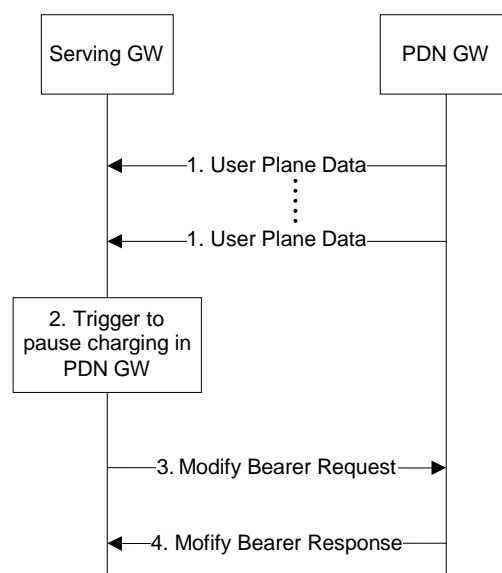 Serving GW
PDN GW
1. User Plane Data
1. User Plane Data
2. Trigger to
pause charging in
PDN GW
3. Modify Bearer Request
4. Mofify Bearer Response